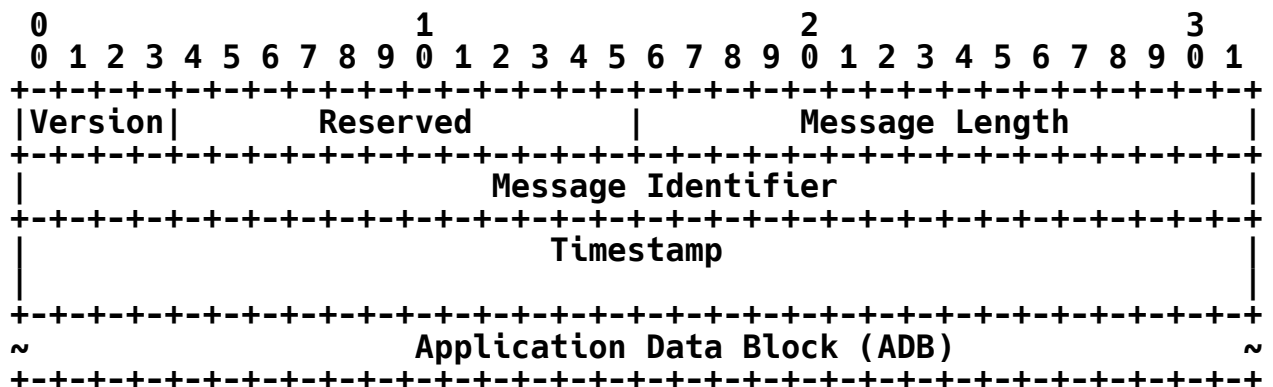 0                   1                   2                   3
 0 1 2 3 4 5 6 7 8 9 0 1 2 3 4 5 6 7 8 9 0 1 2 3 4 5 6 7 8 9 0 1
+-+-+-+-+-+-+-+-+-+-+-+-+-+-+-+-+-+-+-+-+-+-+-+-+-+-+-+-+-+-+-+-+
|Version|       Reserved        |        Message Length         |
+-+-+-+-+-+-+-+-+-+-+-+-+-+-+-+-+-+-+-+-+-+-+-+-+-+-+-+-+-+-+-+-+
|                        Message Identifier                     |
+-+-+-+-+-+-+-+-+-+-+-+-+-+-+-+-+-+-+-+-+-+-+-+-+-+-+-+-+-+-+-+-+
|                           Timestamp                           |
|                                                               |
+-+-+-+-+-+-+-+-+-+-+-+-+-+-+-+-+-+-+-+-+-+-+-+-+-+-+-+-+-+-+-+-+
~                    Application Data Block (ADB)               ~
+-+-+-+-+-+-+-+-+-+-+-+-+-+-+-+-+-+-+-+-+-+-+-+-+-+-+-+-+-+-+-+-+